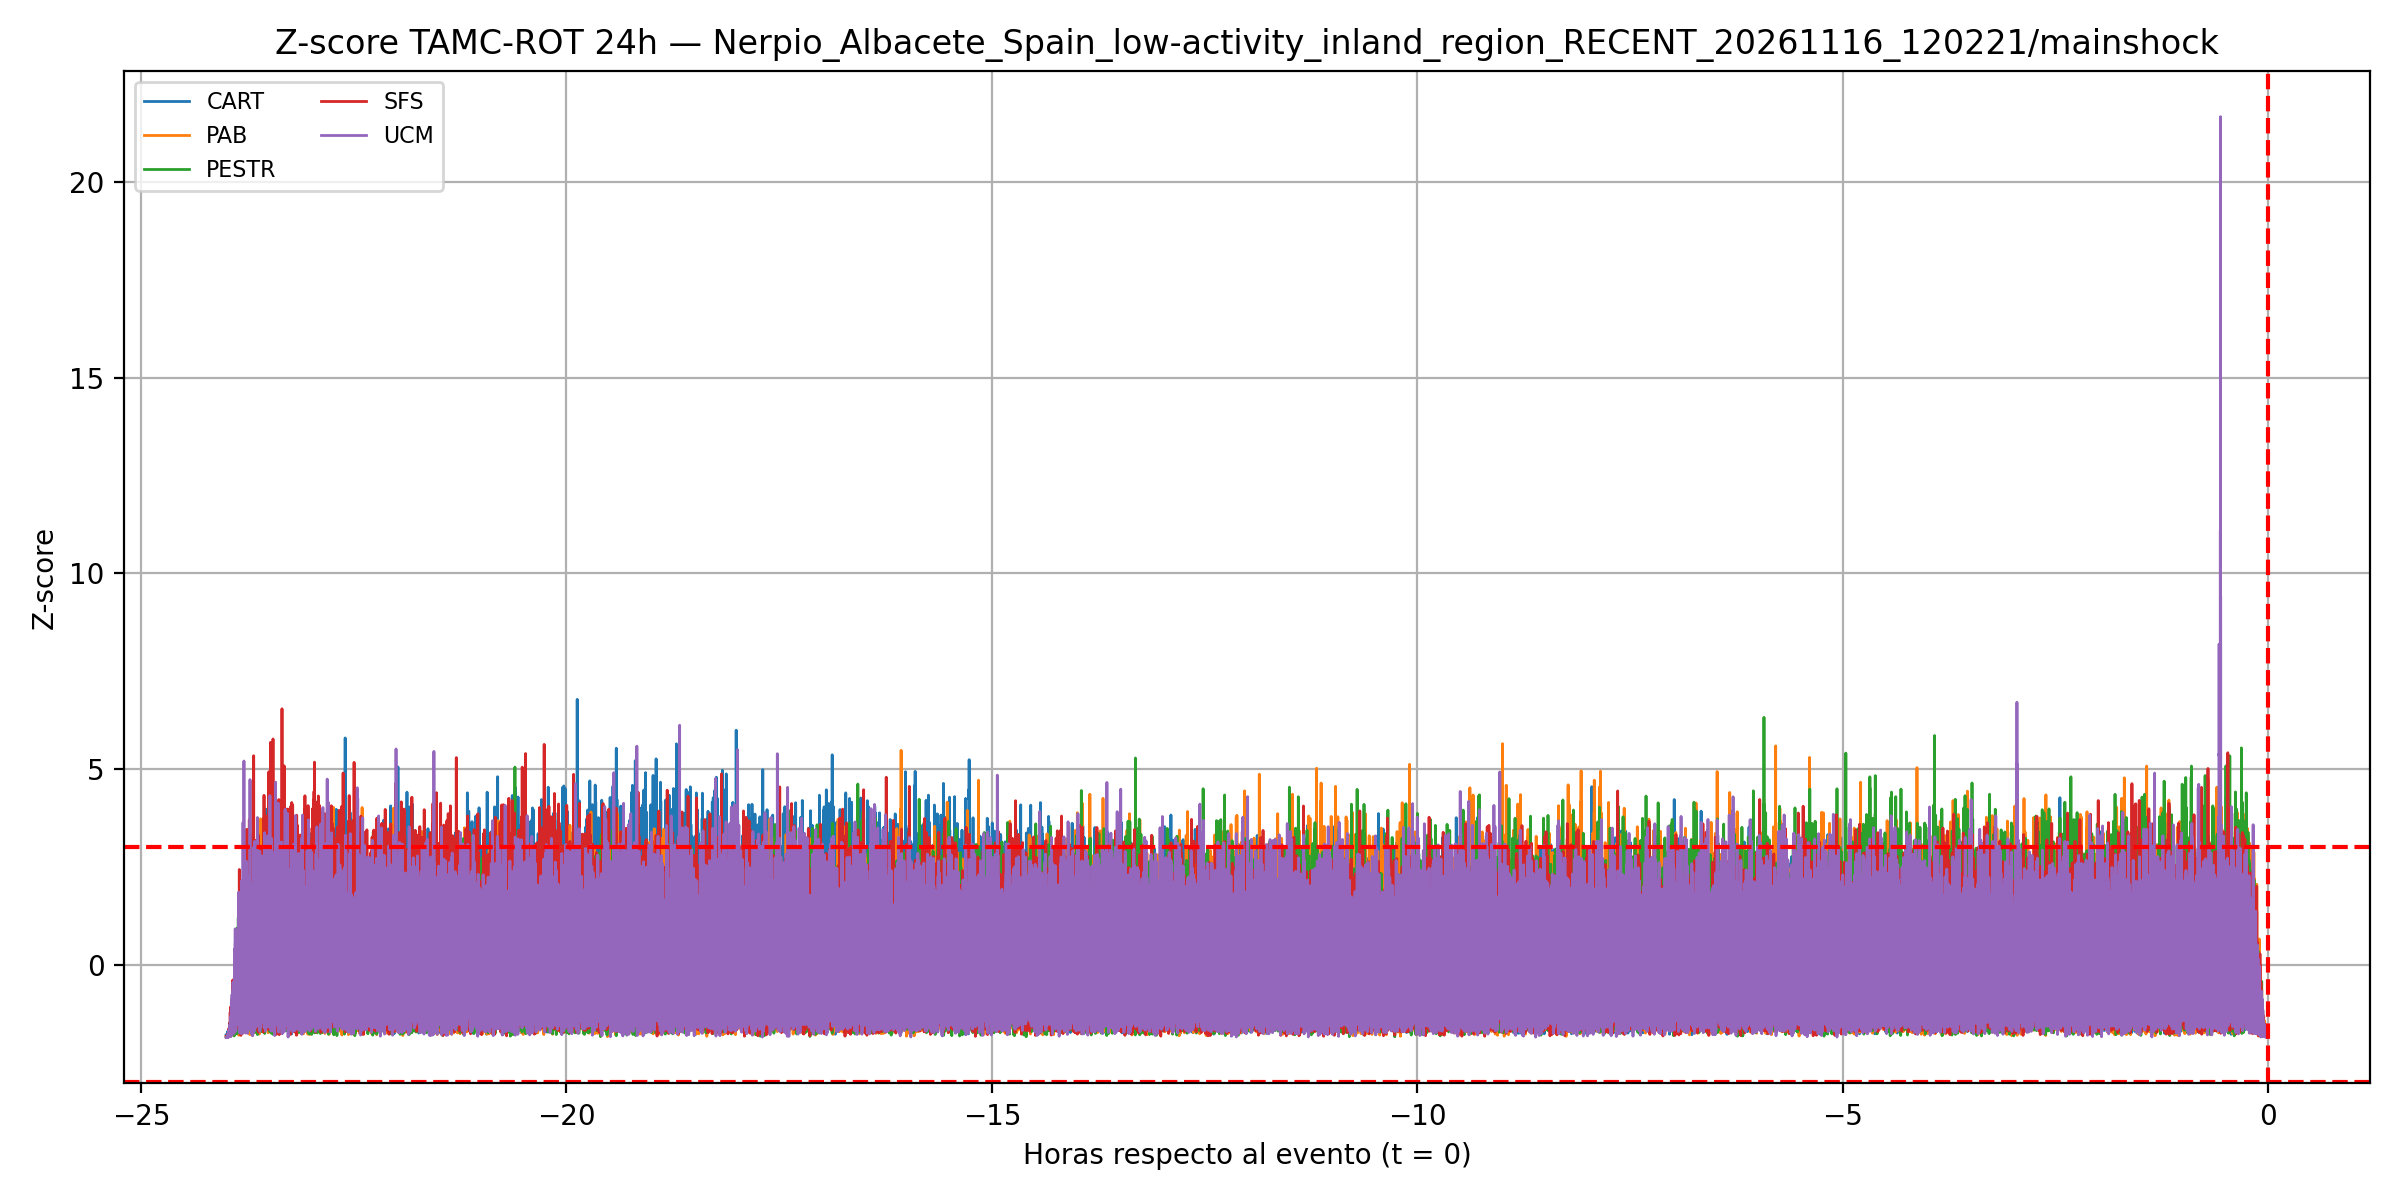 Z-score TAMC-ROT 24h — Nerpio_Albacete_Spain_low-activity_inland_region_RECENT_20261116_120221/mainshock
CART
PAB
PESTR
SFS
UCM
Z-score
20
15
10
5
0
−25
−20
−15
−10
−5
0
Horas respecto al evento (t = 0)